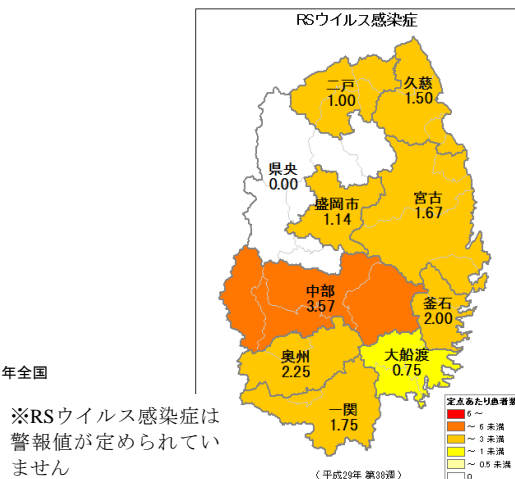 RSウイルス感染症
二戸
1.00
久慈
1.50
県央
0.00
盛岡市
1.14
宮古
1.67
中部
3.57
釜石
2.00
奥州
2.25
大船渡
0.75
一関
1.75
年全国
※RSウイルス感染症は
警報値が定められてい
ません
定点あたり患者数
6 ~
~ 6 未満
~ 3 未満
~ 1 未満
~ 0.5 未満
0
(平成29年 第38週)